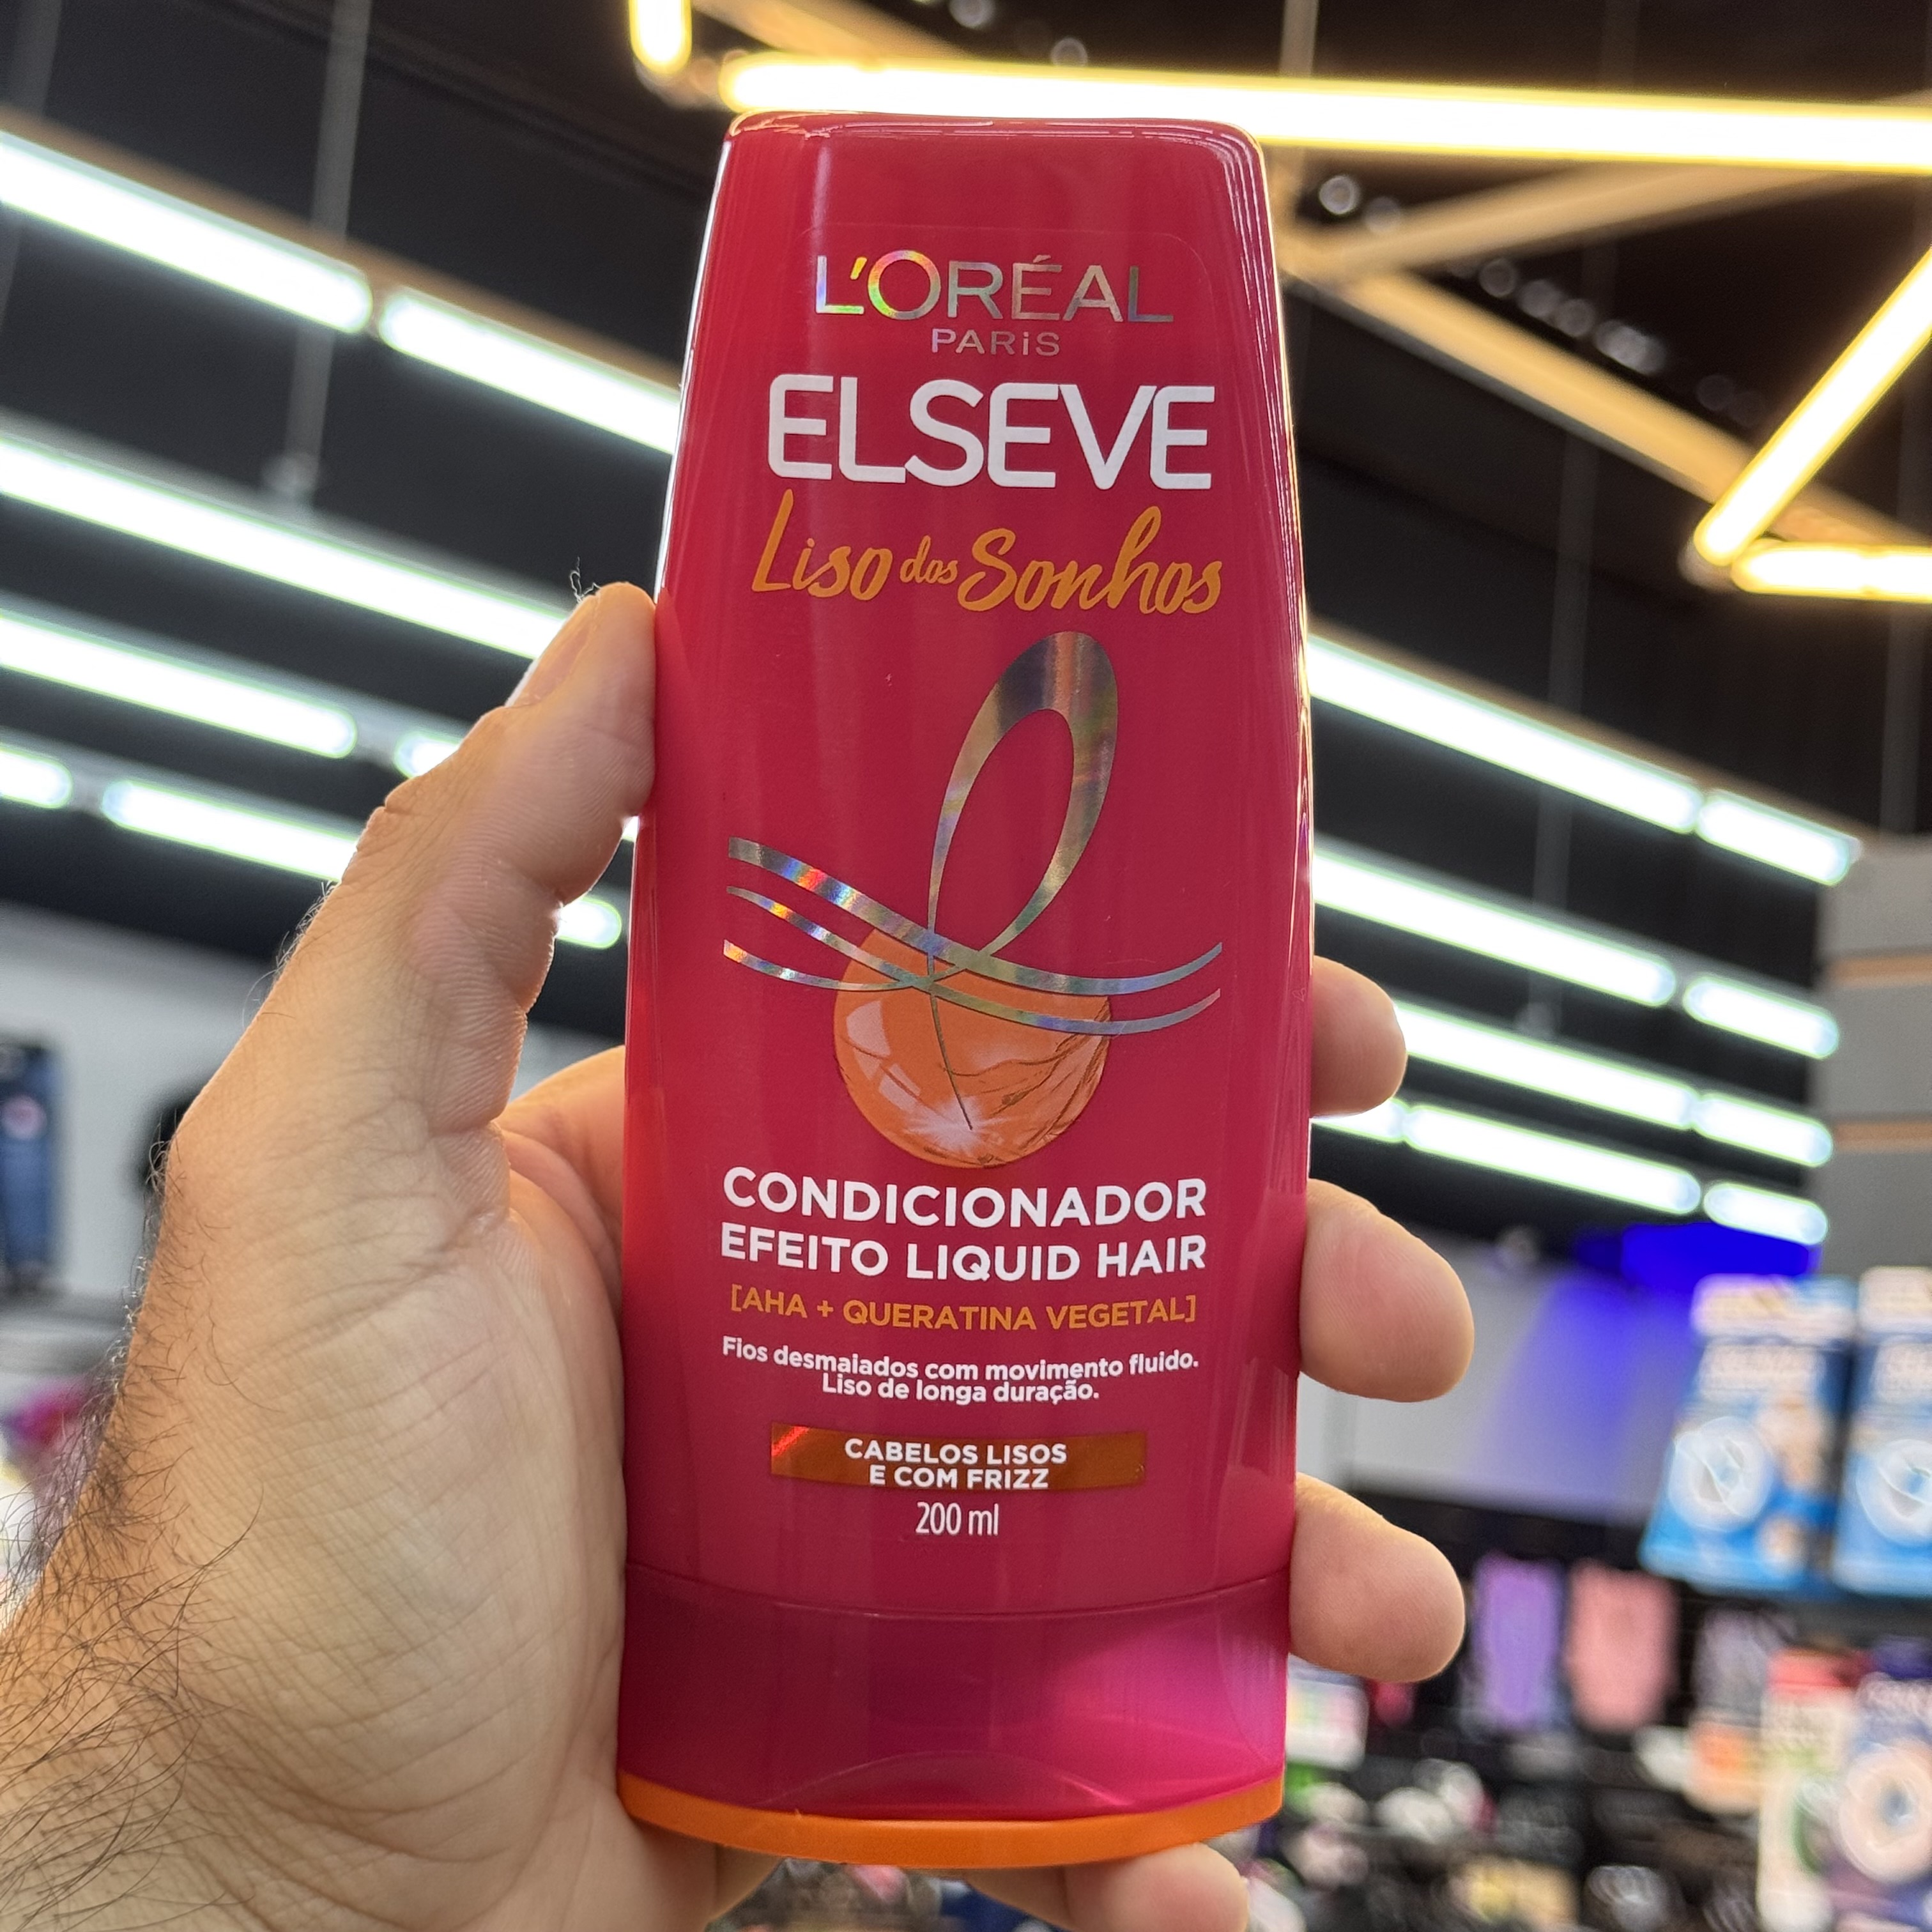 L'ORÉAL
PARiS
ELSEVE
Liso dos Sonhos
CONDICIONADOR
EFEITO LIQUID HAIR
[AHA + QUERATINA VEGETAL]
Fios desmaiados com movimento fluido.
Liso de longa duração.
CABELOS LISOS
E COM FRIZZ
200 ml